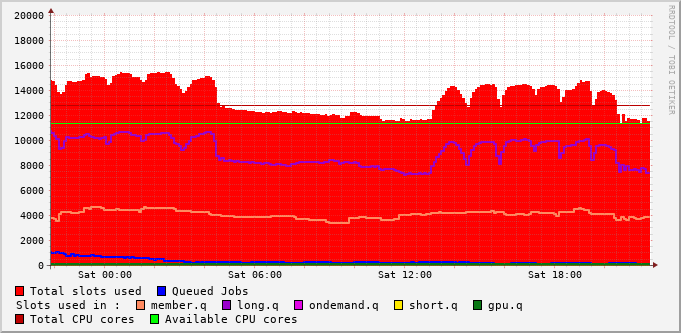 20000
18000
16000
14000
12000
10000
8000
6000
4000
2000
0
Sat 00:00 Sat 06:00 Sat 12:00 Sat 18:00
RRDTOOL / TOBI OETIKER
Total slots used Queued Jobs
Slots used in : member.q long.q ondemand.q short.q gpu.q
Total CPU cores Available CPU cores